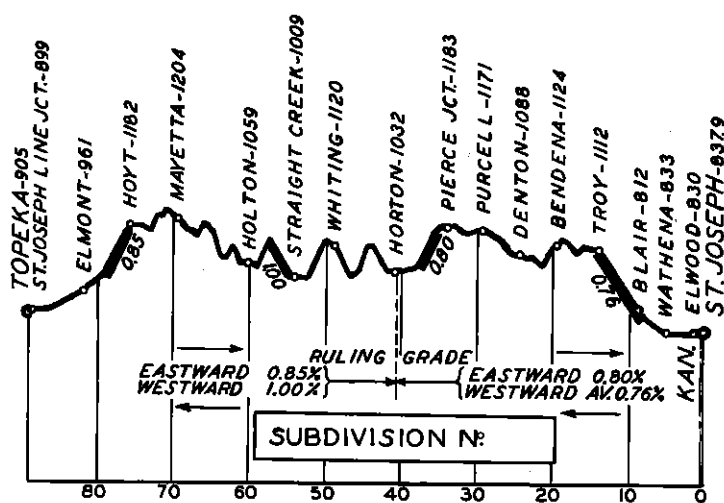 TOPEKA-905
ST. JOSEPH LINE JCT.-899
ELMONT-961
HOYT-1182
MAYETTA-1204
HOLTON-1059
STRAIGHT CREEK-1009
WHITING-1120
HORTON-1032
PIERCE JCT.-1183
PURCELL-1171
DENTON-1088
BENDENA-1124
TROY-1112
BLAIR-812
WATHENA-833
ELWOOD-830
ST. JOSEPH-837.9
0.85
1.00
0.80
0.76
KAN.
RULING GRADE
EASTWARD 0.85%
WESTWARD 1.00%
EASTWARD 0.80%
WESTWARD AV. 0.76%
SUBDIVISION Nº
80 70 60 50 40 30 20 10 0